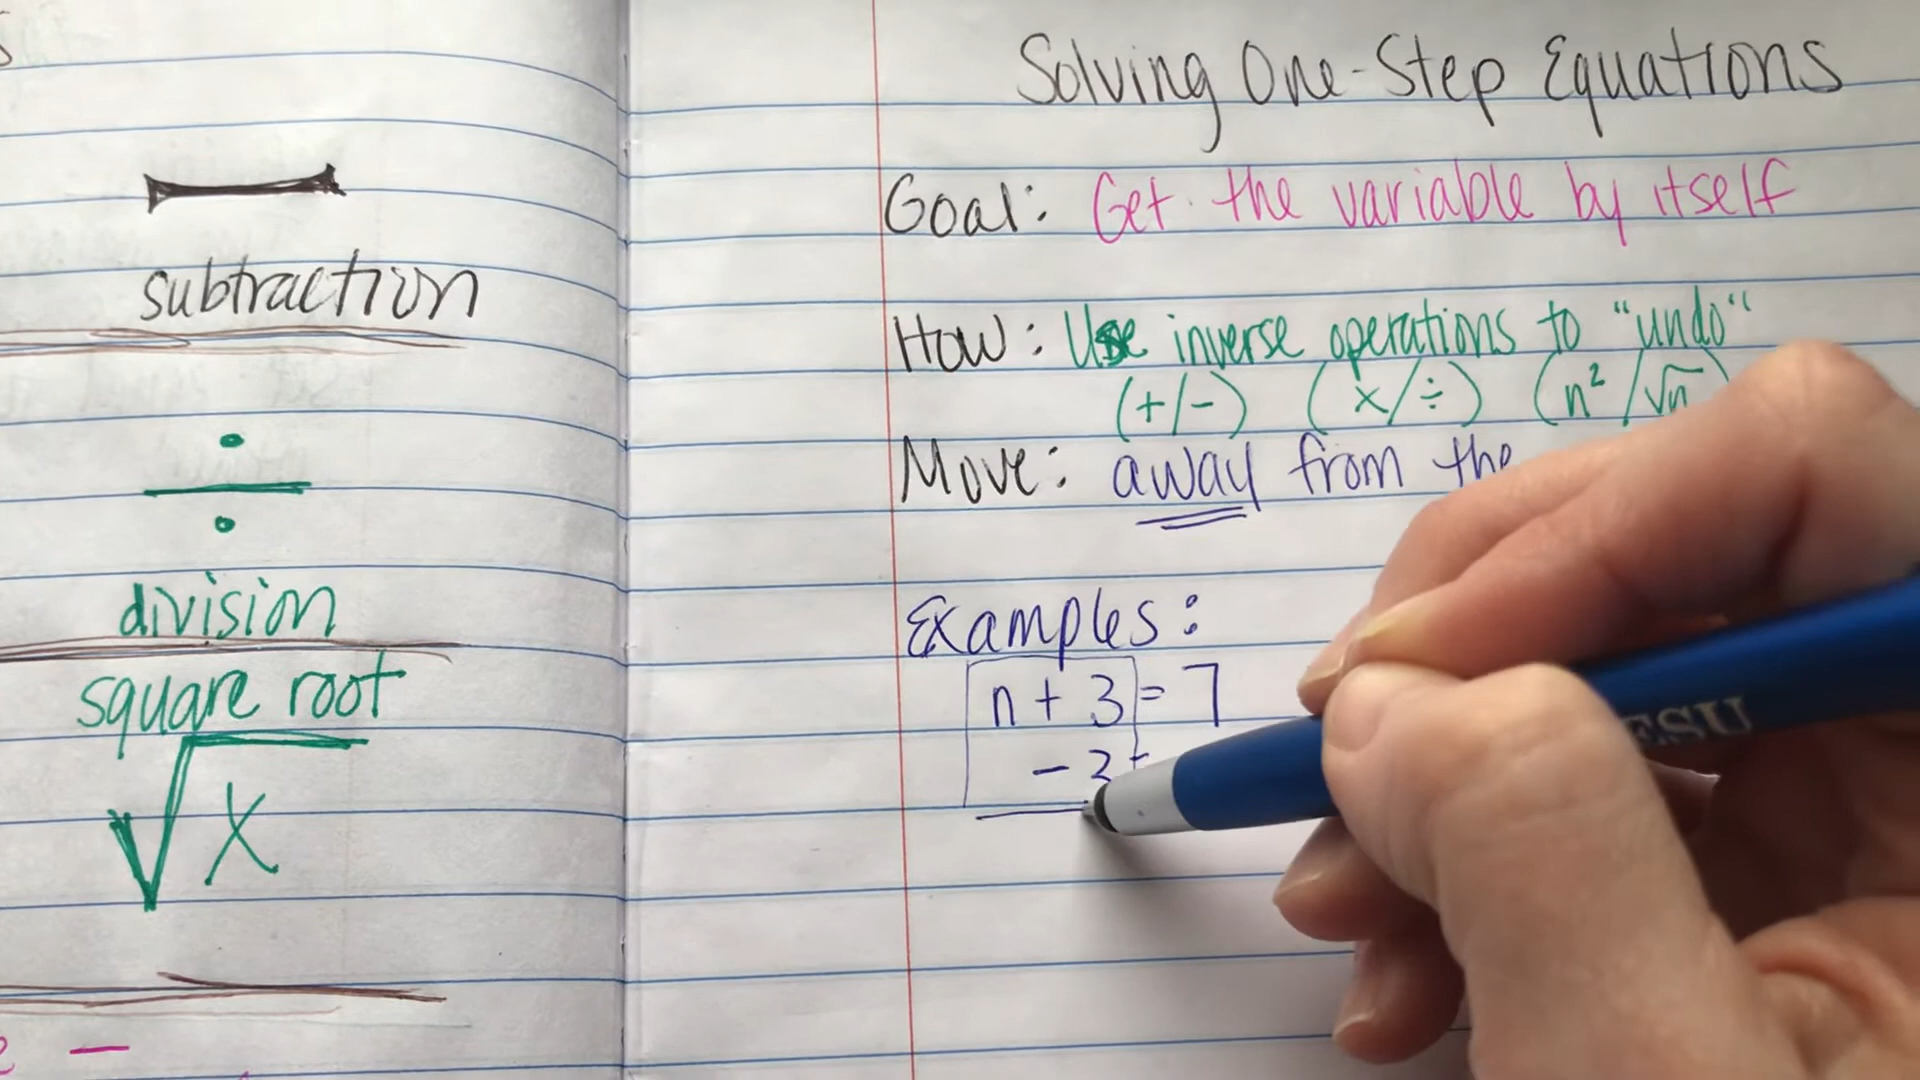 subtraction
÷
division
square root
√x
Solving One-Step Equations
Goal: Get the variable by itself
How: Use inverse operations to "undo"
(+/-) (x/÷) (n²/√n)
Move: away from the
Examples:
n + 3 = 7
- 3
ESU